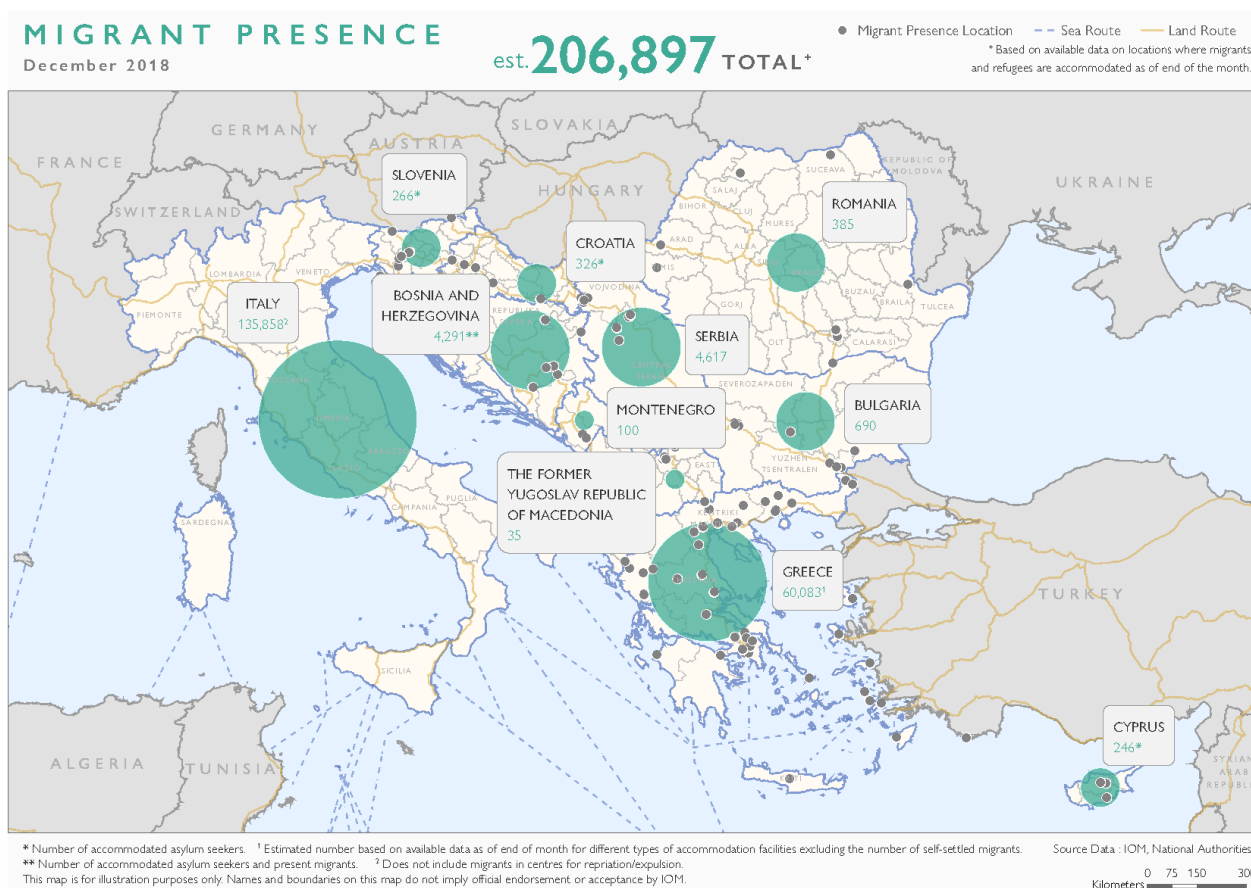 MIGRANT PRESENCE
December 2018
est. 206,897 TOTAL⁺
Migrant Presence Location
Sea Route
Land Route
* Based on available data on locations where migrants
and refugees are accommodated as of end of the month.
GERMANY
SLOVAKIA
AUSTRIA
FRANCE
HUNGARY
SWITZERLAND
REPUBLIC OF
MOLDOVA
UKRAINE
SLOVENIA
266*
CROATIA
326*
ROMANIA
385
SUCEAVA
SALAJ
BIHOR
CLUJ
MURES
ARAD
ALBA
BUZAU
BRAILA
TULCEA
GORJ
OLT
CALARASI
LOMBARDIA
VENETO
PIEMONTE
VOJVODINA
ITALY
135,858²
BOSNIA AND
HERZEGOVINA
4,291**
SERBIA
4,617
SEVEROZAPADEN
MONTENEGRO
100
BULGARIA
690
YUZHEN
TSENTRALEN
EAST
THE FORMER
YUGOSLAV REPUBLIC
OF MACEDONIA
35
PUGLIA
CAMPANIA
SARDEGNA
KENTRIKI
GREECE
60,083¹
TURKEY
SICILIA
CYPRUS
246*
ALGERIA
TUNISIA
SYRIAN
ARAB
* Number of accommodated asylum seekers. ¹ Estimated number based on available data as of end of month for different types of accommodation facilities excluding the number of self-settled migrants.
** Number of accommodated asylum seekers and present migrants. ² Does not include migrants in centres for repriation/expulsion.
This map is for illustration purposes only. Names and boundaries on this map do not imply official endorsement or acceptance by IOM.
Source Data : IOM, National Authorities
0 75 150 300
Kilometers